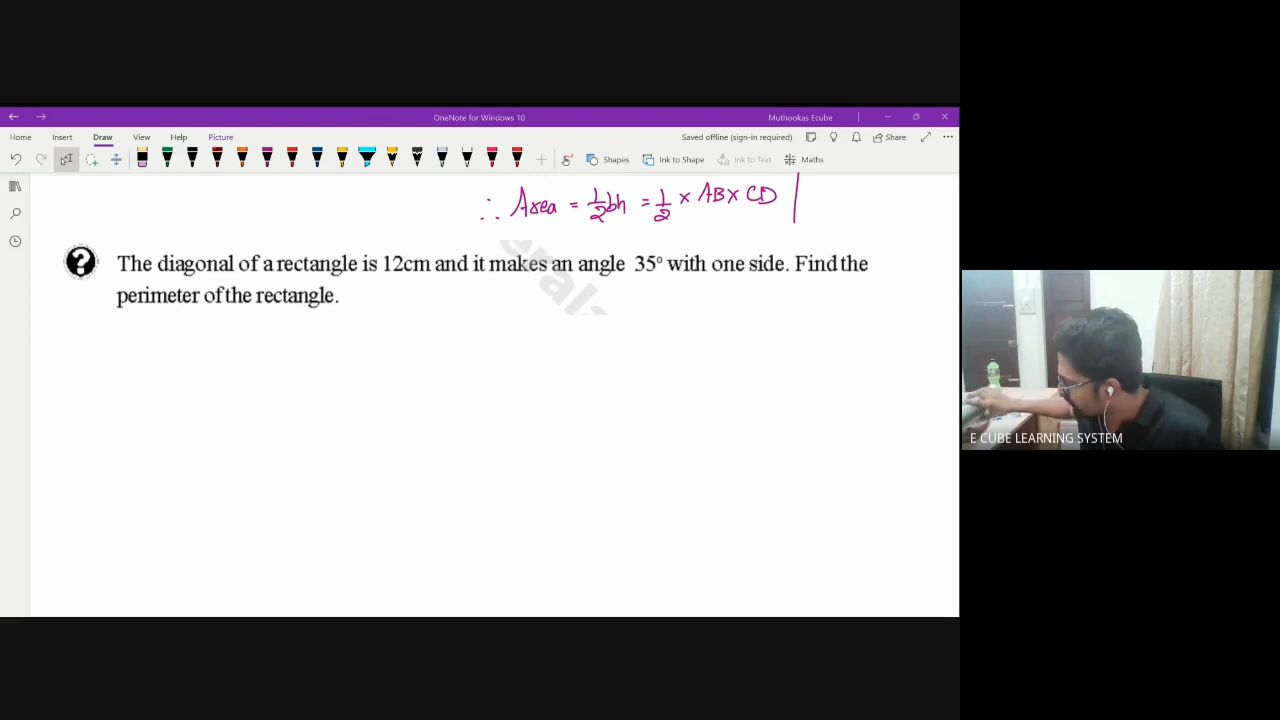 OneNote for Windows 10
Muthookas Ecube
Home Insert Draw View Help Picture
Saved offline (sign-in required) Share
Shapes Ink to Shape Ink to Text Maths
∴ Area = 1/2 bh = 1/2 × AB × CD
The diagonal of a rectangle is 12cm and it makes an angle 35° with one side. Find the
perimeter of the rectangle.
E CUBE LEARNING SYSTEM